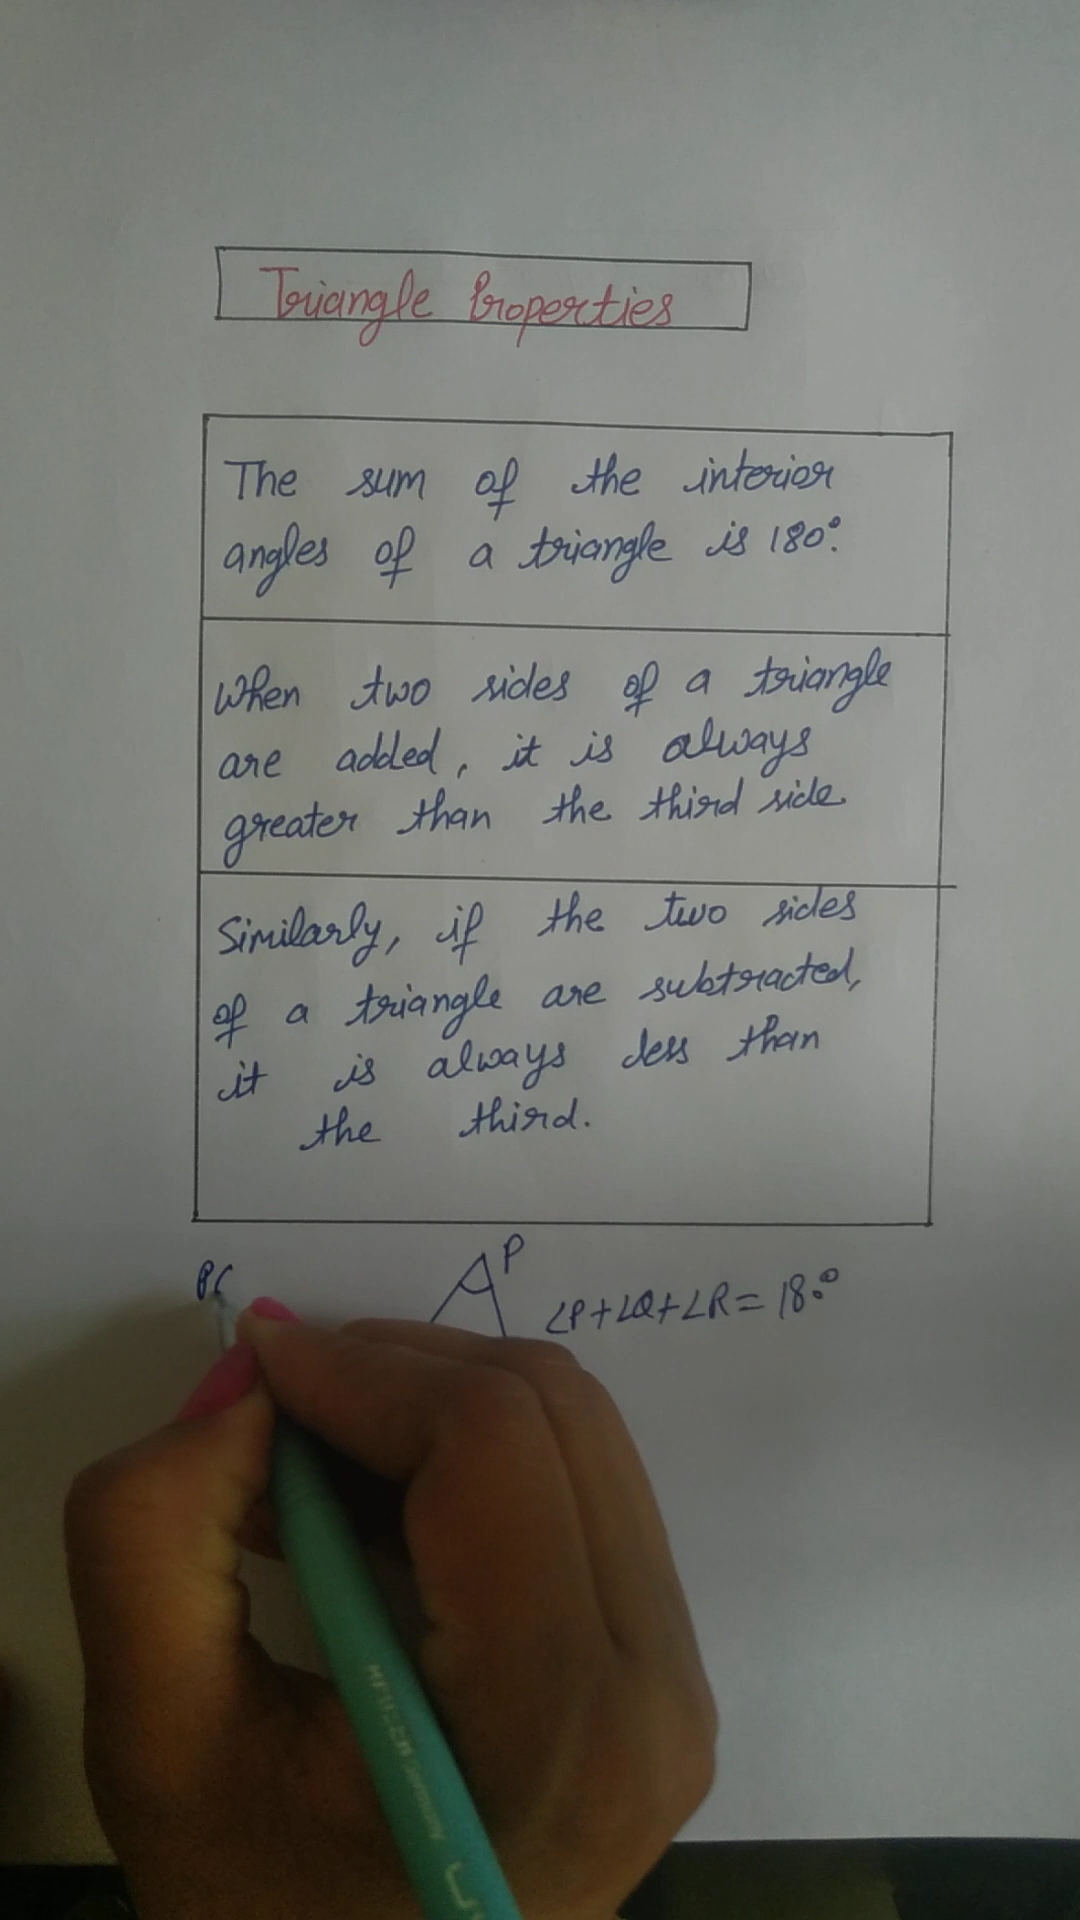 Triangle Properties
The sum of the interior
angles of a triangle is 180°.
When two sides of a triangle
are added, it is always
greater than the third side
Similarly, if the two sides
of a triangle are subtracted,
it is always less than
the third.
P
∠P+∠Q+∠R = 180°